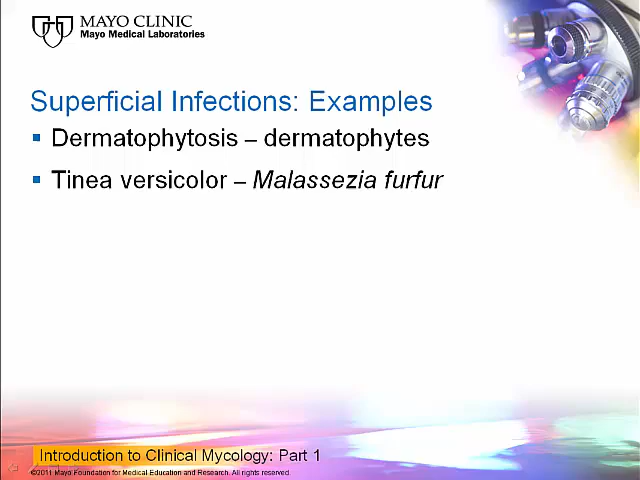 MAYO CLINIC
Mayo Medical Laboratories
Superficial Infections: Examples
▪ Dermatophytosis – dermatophytes
▪ Tinea versicolor – Malassezia furfur
Introduction to Clinical Mycology: Part 1
©2011 Mayo Foundation for Medical Education and Research. All rights reserved.